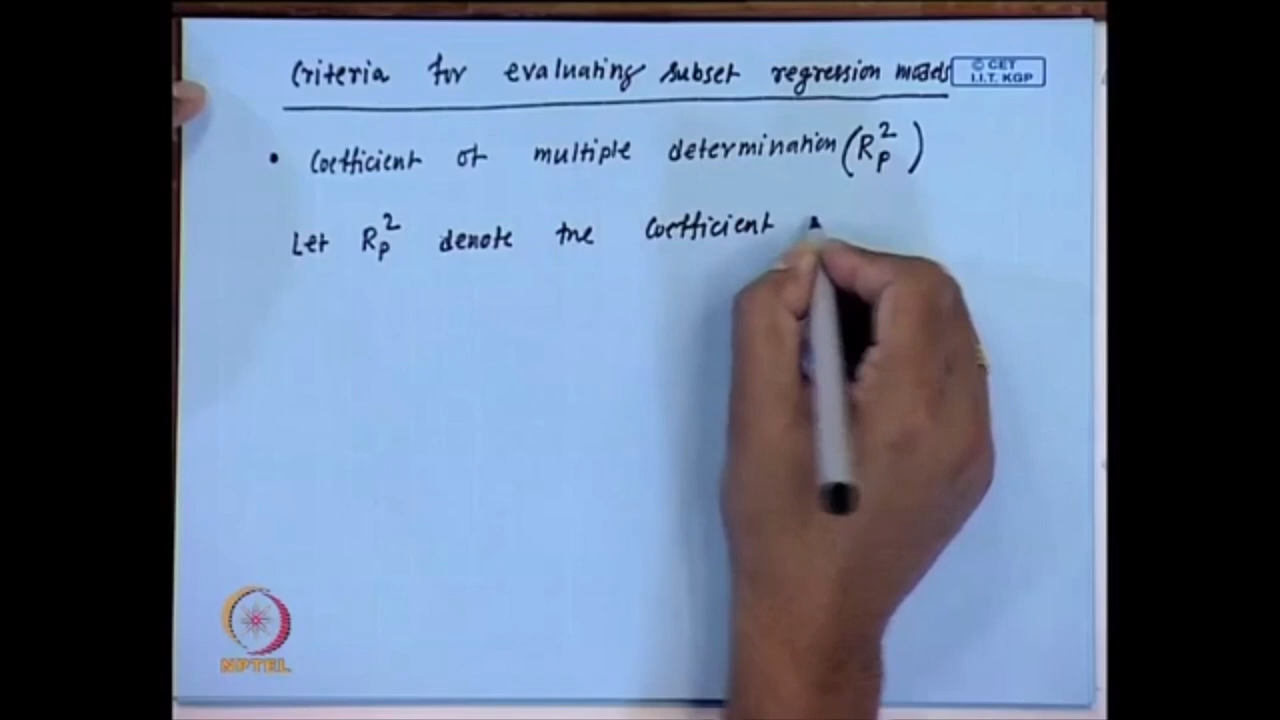 Criteria for evaluating subset regression models
© CET
I.I.T. KGP
• Coefficient of multiple determination (R_p^2)
Let R_p^2 denote the coefficient
NPTEL